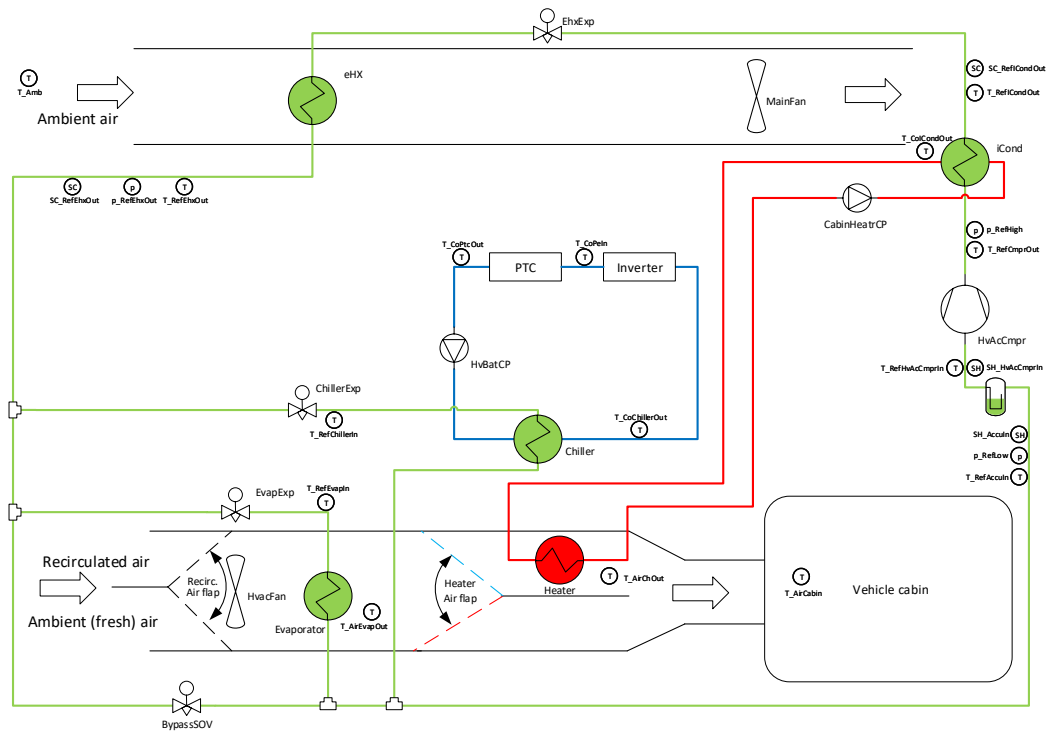 EhxExp
T
T_Amb
Ambient air
eHX
MainFan
SC
SC_RefICondOut
T
T_RefICondOut
T_ColCondOut
T
iCond
SC
SC_RefEhxOut
p
p_RefEhxOut
T
T_RefEhxOut
CabinHeatrCP
p
p_RefHigh
T
T_RefCmprOut
T_CoPtcOut
T
T_CoPeIn
T
PTC
Inverter
HvAcCmpr
HvBatCP
T_RefHvAcCmprIn
T
SH
SH_HvAcCmprIn
ChillerExp
T
T_RefChillerIn
T_CoChillerOut
T
Chiller
SH_AccuIn
SH
p_RefLow
p
T_RefAccuIn
T
EvapExp
T_RefEvapIn
T
Recirculated air
Recirc.
Air flap
HvacFan
Ambient (fresh) air
Evaporator
T
T_AirEvapOut
Heater
Air flap
Heater
T
T_AirChOut
T
T_AirCabin
Vehicle cabin
BypassSOV